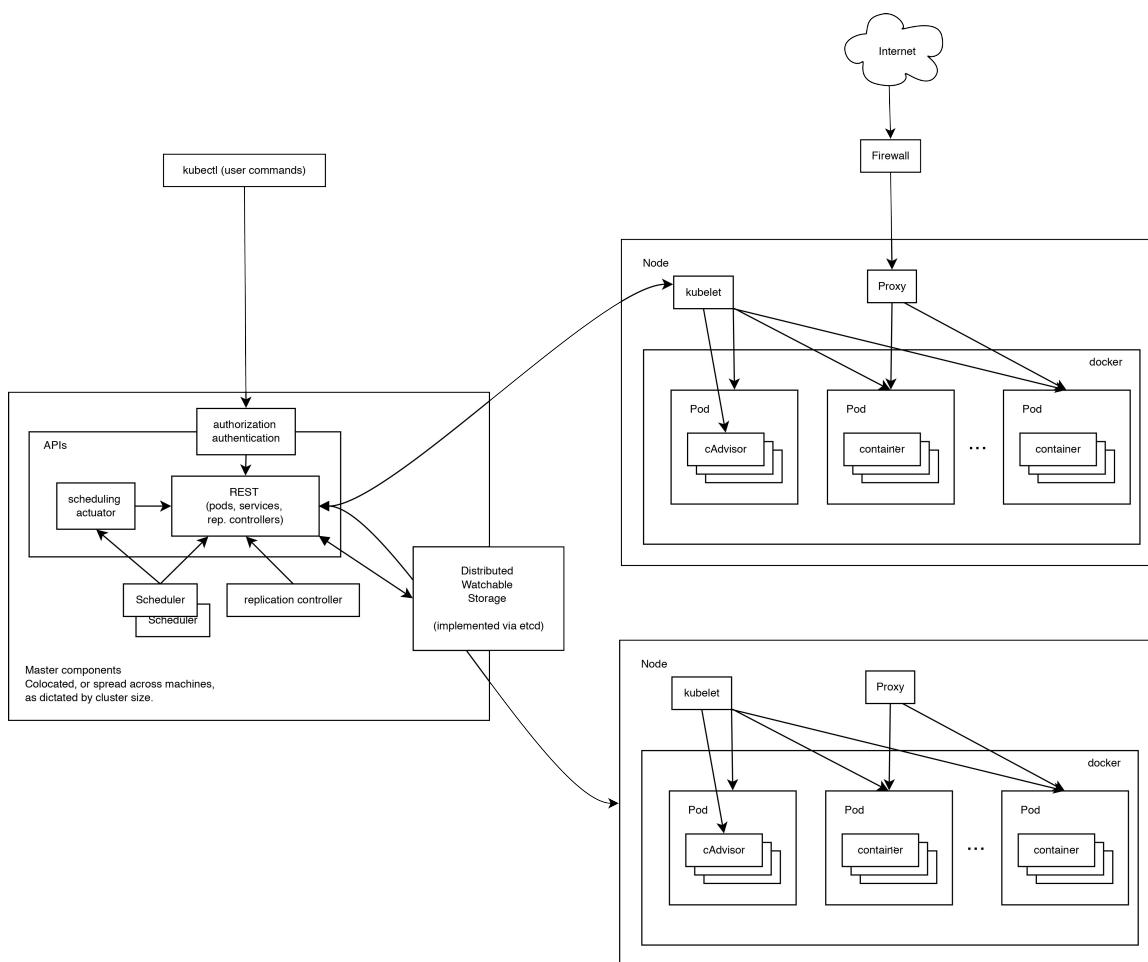 Internet
Firewall
kubectl (user commands)
Node
kubelet
Proxy
docker
Pod
cAdvisor
Pod
container
...
Pod
container
authorization
authentication
APIs
REST
(pods, services,
rep. controllers)
scheduling
actuator
Scheduler
Scheduler
replication controller
Distributed
Watchable
Storage
(implemented via etcd)
Master components
Colocated, or spread across machines,
as dictated by cluster size.
Node
kubelet
Proxy
docker
Pod
cAdvisor
Pod
container
...
Pod
container